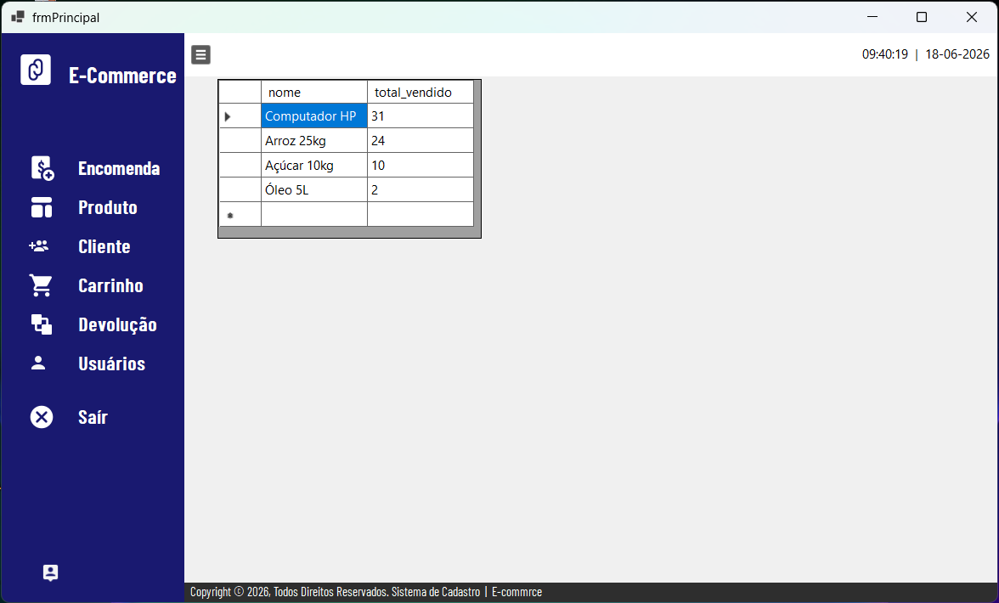 frmPrincipal
E-Commerce
09:40:19 | 18-06-2026
nome total_vendido
Computador HP 31
Arroz 25kg 24
Açúcar 10kg 10
Óleo 5L 2
Encomenda
Produto
Cliente
Carrinho
Devolução
Usuários
Saír
Copyright © 2026, Todos Direitos Reservados. Sistema de Cadastro | E-commrce